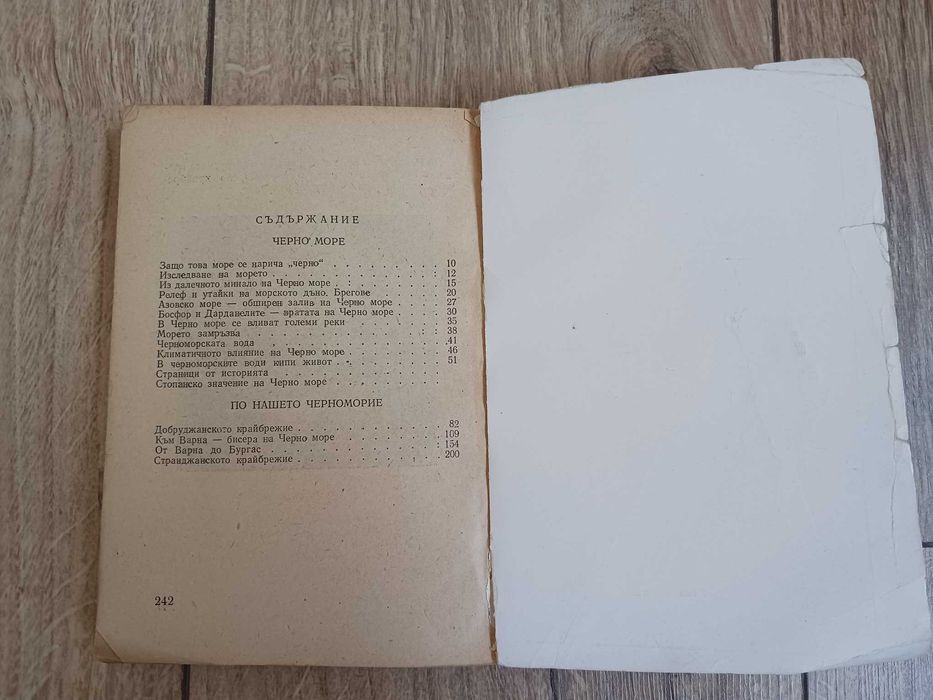 СЪДЪРЖАНИЕ
ЧЕРНО МОРЕ
Защо това море се нарича „черно“ . . . . . . . . . 10
Изследване на морето . . . . . . . . . . . . . 12
Из далечното минало на Черно море . . . . . . . . 15
Релеф и утайки на морското дъно. Брегове . . . . . . 20
Азовско море — обширен залив на Черно море . . . . 27
Босфор и Дарданелите — вратата на Черно море . . . . 30
В Черно море се вливат големи реки . . . . . . . 35
Морето замръзва . . . . . . . . . . . . . . . 38
Черноморската вода . . . . . . . . . . . . . . 41
Климатичното влияние на Черно море . . . . . . . 46
В черноморските води кипи живот . . . . . . . . 51
Страници от историята . . . . . . . . . . . . .
Стопанско значение на Черно море . . . . . . . .
ПО НАШЕТО ЧЕРНОМОРИЕ
Добруджанското крайбрежие . . . . . . . . . . . 82
Към Варна — бисера на Черно море . . . . . . . . 109
От Варна до Бургас . . . . . . . . . . . . . . 154
Странджанското крайбрежие . . . . . . . . . . . 200
242